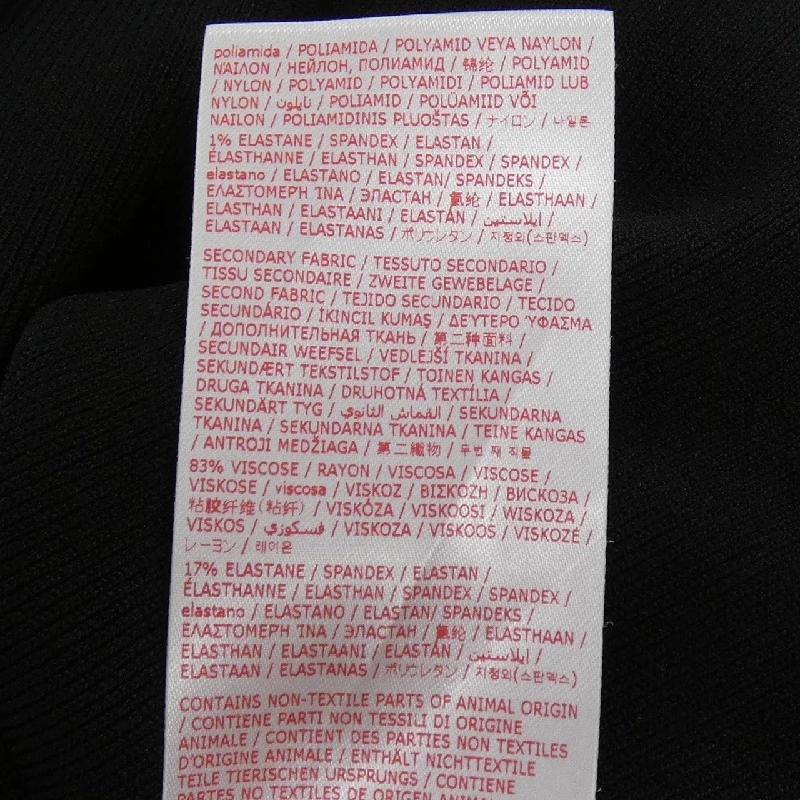 poliamida / POLIAMIDA / POLYAMID VEYA NAYLON /
ΝΑΪΛΟΝ / НЕЙЛОН, ПОЛИАМИД / 锦纶 / POLYAMID
/ NYLON / POLYAMID / POLYAMIDI / POLIAMID LUB
NYLON / نايلون / POLIAMID / POLÜAMIID VÕI
NAILON / POLIAMIDINIS PLUOŠTAS / ナイロン / 나일론
1% ELASTANE / SPANDEX / ELASTAN /
ÉLASTHANNE / ELASTHAN / SPANDEX / SPANDEX /
elastano / ELASTANO / ELASTAN/ SPANDEKS /
ΕΛΑΣΤΟΜΕΡΗ ΊΝΑ / ЭЛАСТАН / 氨纶 / ELASTHAAN /
ELASTHAN / ELASTAANI / ELASTAN / ايلاستين /
ELASTAAN / ELASTANAS / ポリウレタン / 지정외(스판덱스)
SECONDARY FABRIC / TESSUTO SECONDARIO /
TISSU SECONDAIRE / ZWEITE GEWEBELAGE /
SECOND FABRIC / TEJIDO SECUNDARIO / TECIDO
SECUNDÁRIO / İKINCIL KUMAŞ / ΔΕΥΤΕΡΟ ΎΦΑΣΜΑ
/ ДОПОЛНИТЕЛЬНАЯ ТКАНЬ / 第二种面料 /
SECUNDAIR WEEFSEL / VEDLEJŠÍ TKANINA /
SEKUNDÆRT TEKSTILSTOF / TOINEN KANGAS /
DRUGA TKANINA / DRUHOTNÁ TEXTÍLIA /
SEKUNDÄRT TYG / القماش الثانوي / SEKUNDARNA
TKANINA / SEKUNDARNA TKANINA / TEINE KANGAS
/ ANTROJI MEDŽIAGA / 第二織物 / 두번 째 직물
83% VISCOSE / RAYON / VISCOSA / VISCOSE /
VISKOSE / viscosa / VISKOZ / ΒΙΣΚΟΖΗ / ВИСКОЗА /
粘胶纤维(粘纤) / VISKÓZA / VISKOOSI / WISKOZA /
VISKOS / فسكوزي / VISKOZA / VISKOOS / VISKOZĖ /
レーヨン / 레이온
17% ELASTANE / SPANDEX / ELASTAN /
ÉLASTHANNE / ELASTHAN / SPANDEX / SPANDEX /
elastano / ELASTANO / ELASTAN/ SPANDEKS /
ΕΛΑΣΤΟΜΕΡΗ ΊΝΑ / ЭЛАСТАН / 氨纶 / ELASTHAAN /
ELASTHAN / ELASTAANI / ELASTAN / ايلاستين /
ELASTAAN / ELASTANAS / ポリウレタン / 지정외(스판덱스)
CONTAINS NON-TEXTILE PARTS OF ANIMAL ORIGIN
/ CONTIENE PARTI NON TESSILI DI ORIGINE
ANIMALE / CONTIENT DES PARTIES NON TEXTILES
D'ORIGINE ANIMALE / ENTHÄLT NICHTTEXTILE
TEILE TIERISCHEN URSPRUNGS / CONTIENE
PARTES NO TEXTILES DE ORIGEN ANIMAL